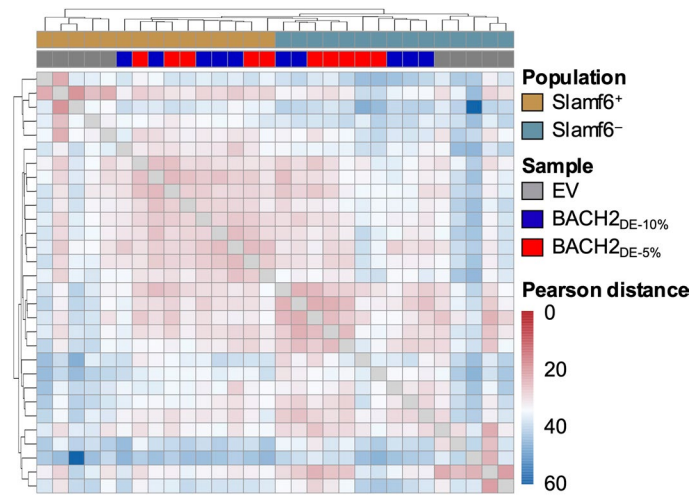 Population
Slamf6⁺
Slamf6⁻
Sample
EV
BACH2DE-10%
BACH2DE-5%
Pearson distance
0
20
40
60